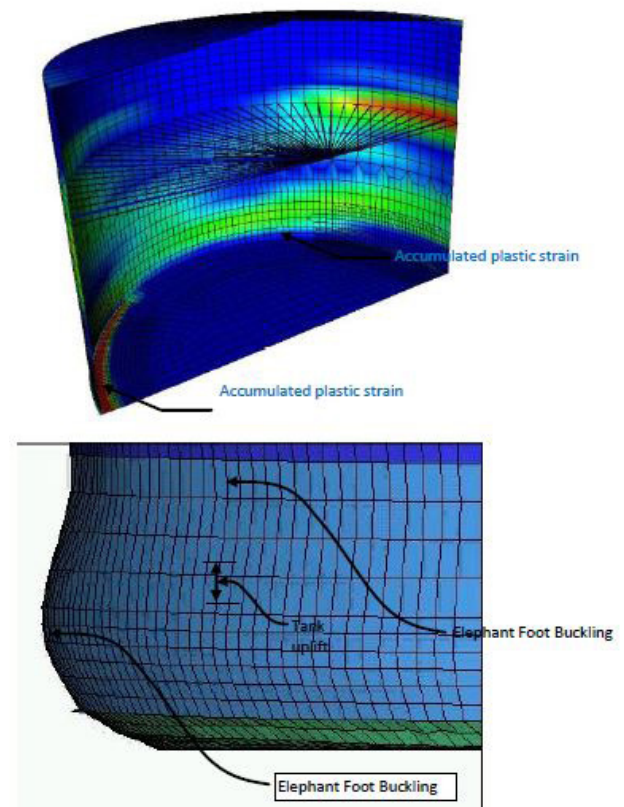 Accumulated plastic strain
Accumulated plastic strain
Tank
uplift
Elephant Foot Buckling
Elephant Foot Buckling